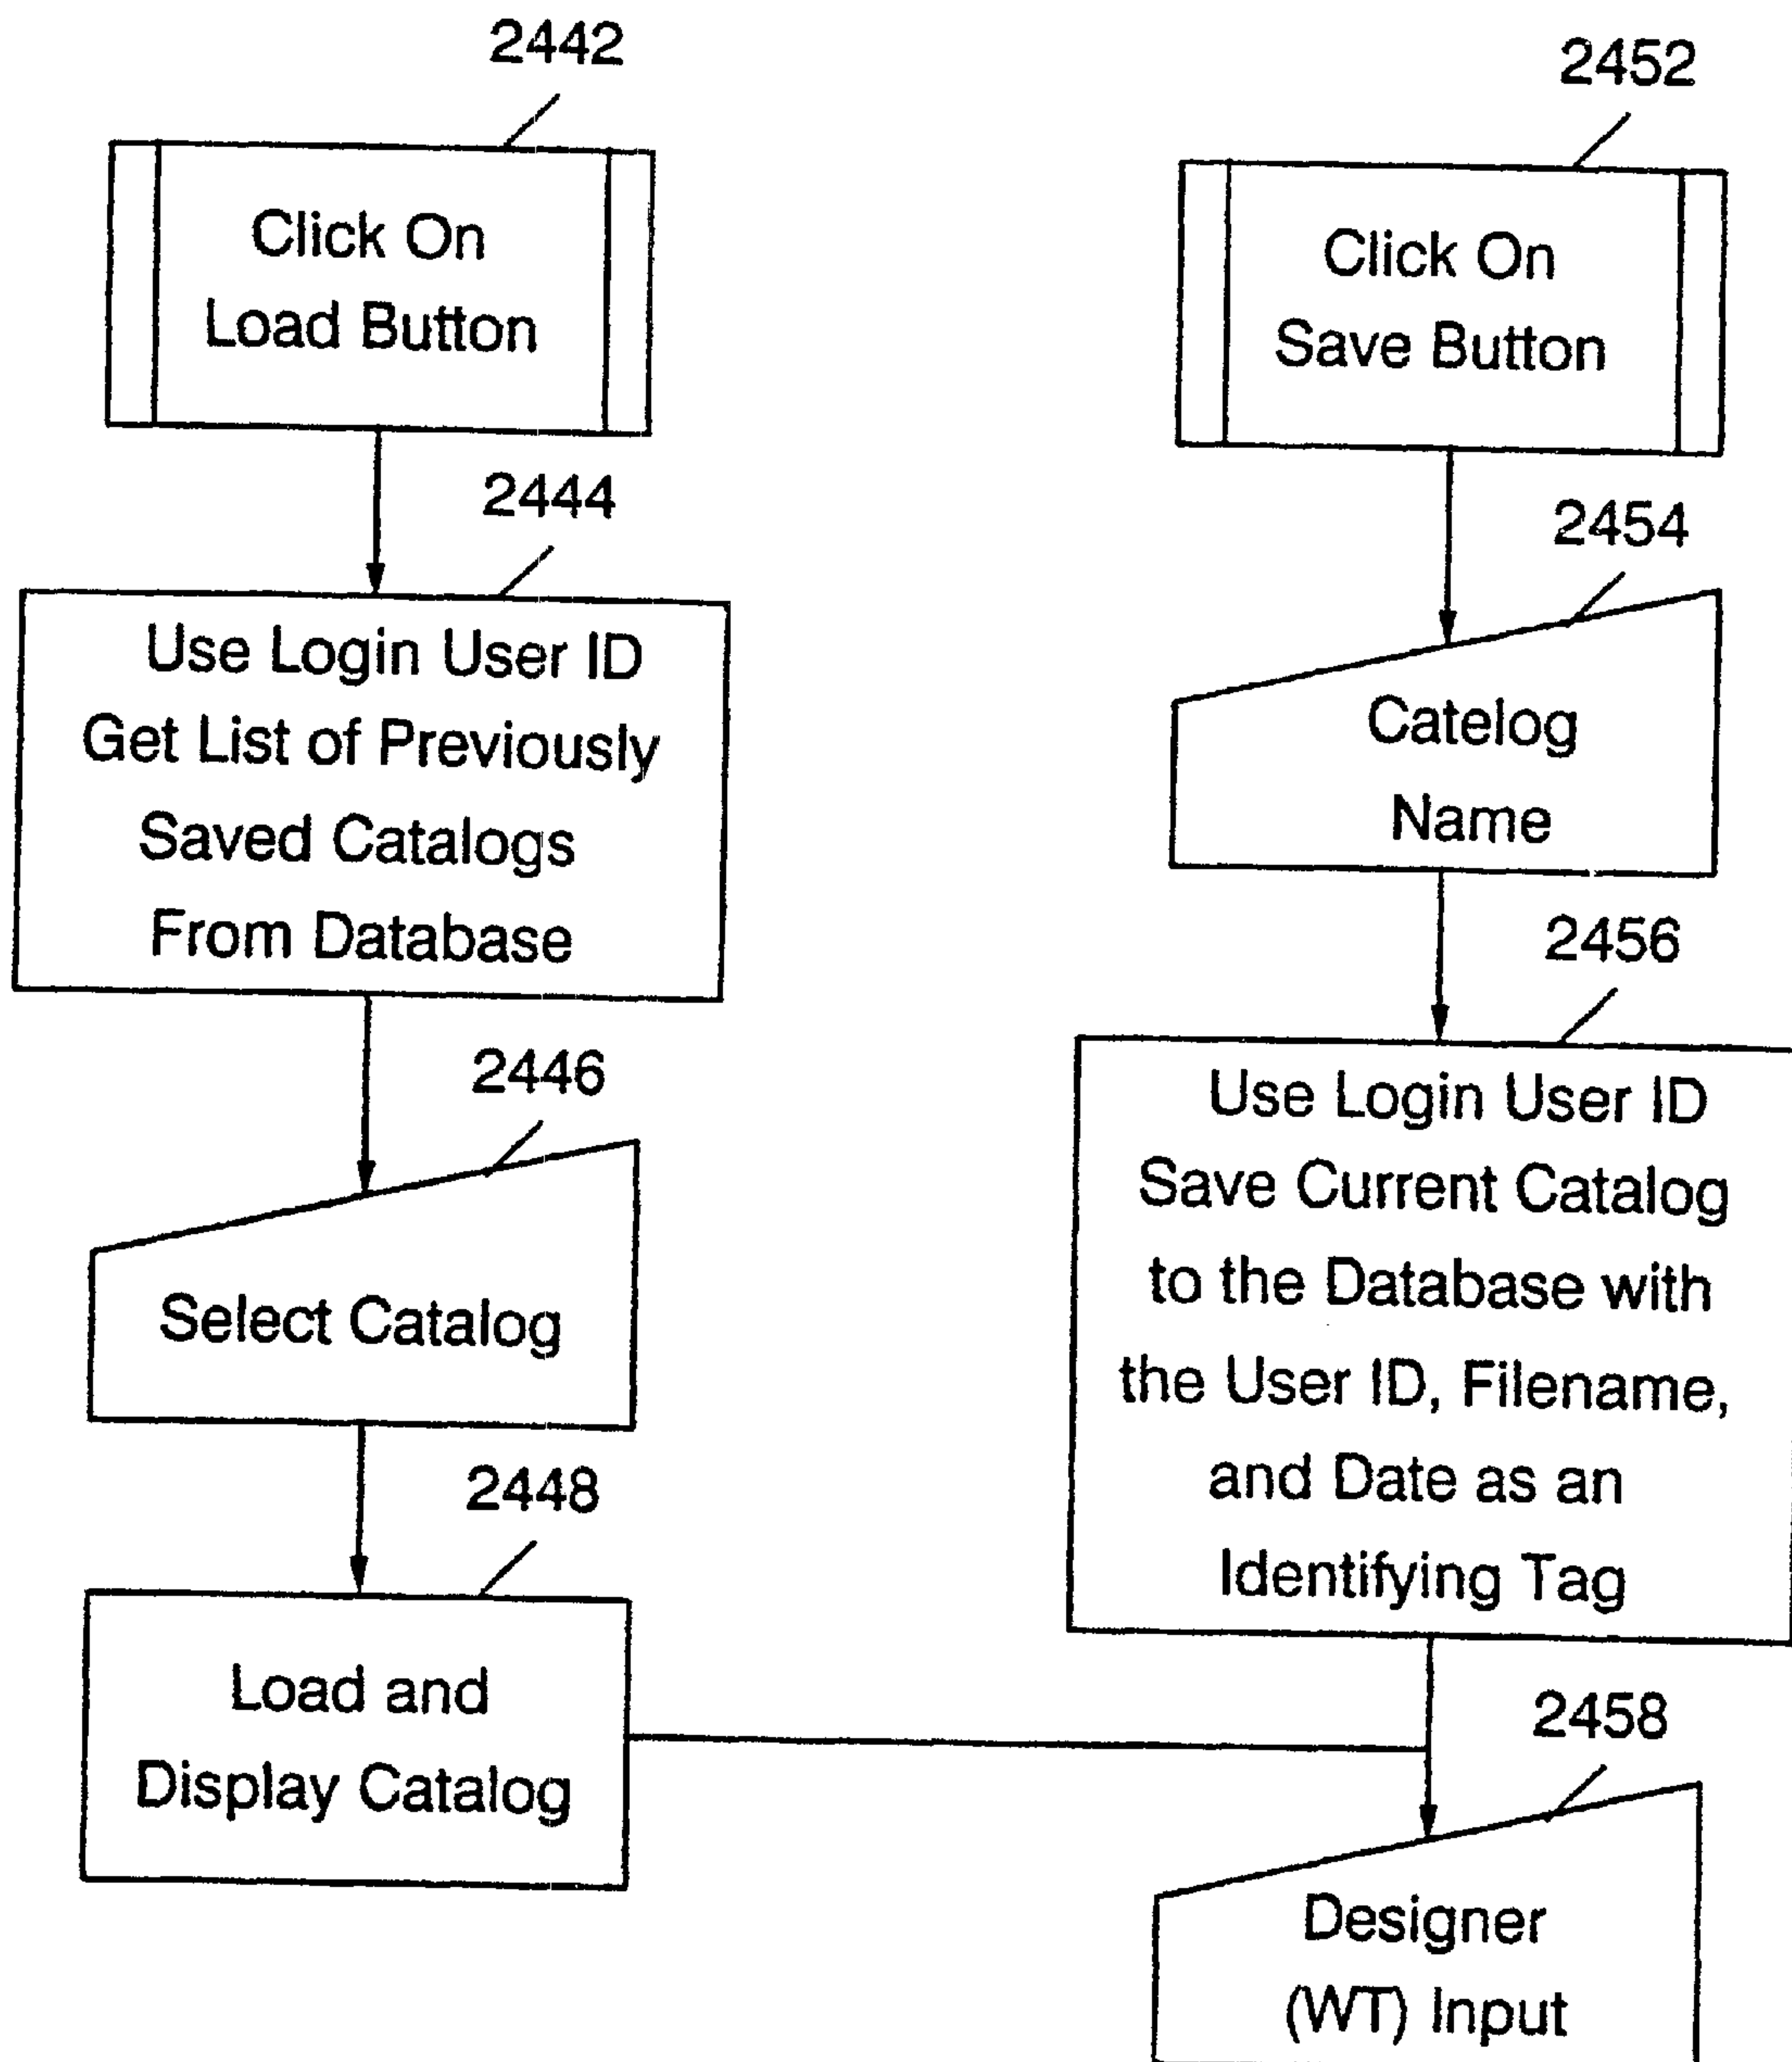 2442
Click On
Load Button
2444
Use Login User ID
Get List of Previously
Saved Catalogs
From Database
2446
Select Catalog
2448
Load and
Display Catalog
2452
Click On
Save Button
2454
Catelog
Name
2456
Use Login User ID
Save Current Catalog
to the Database with
the User ID, Filename,
and Date as an
Identifying Tag
2458
Designer
(WT) Input